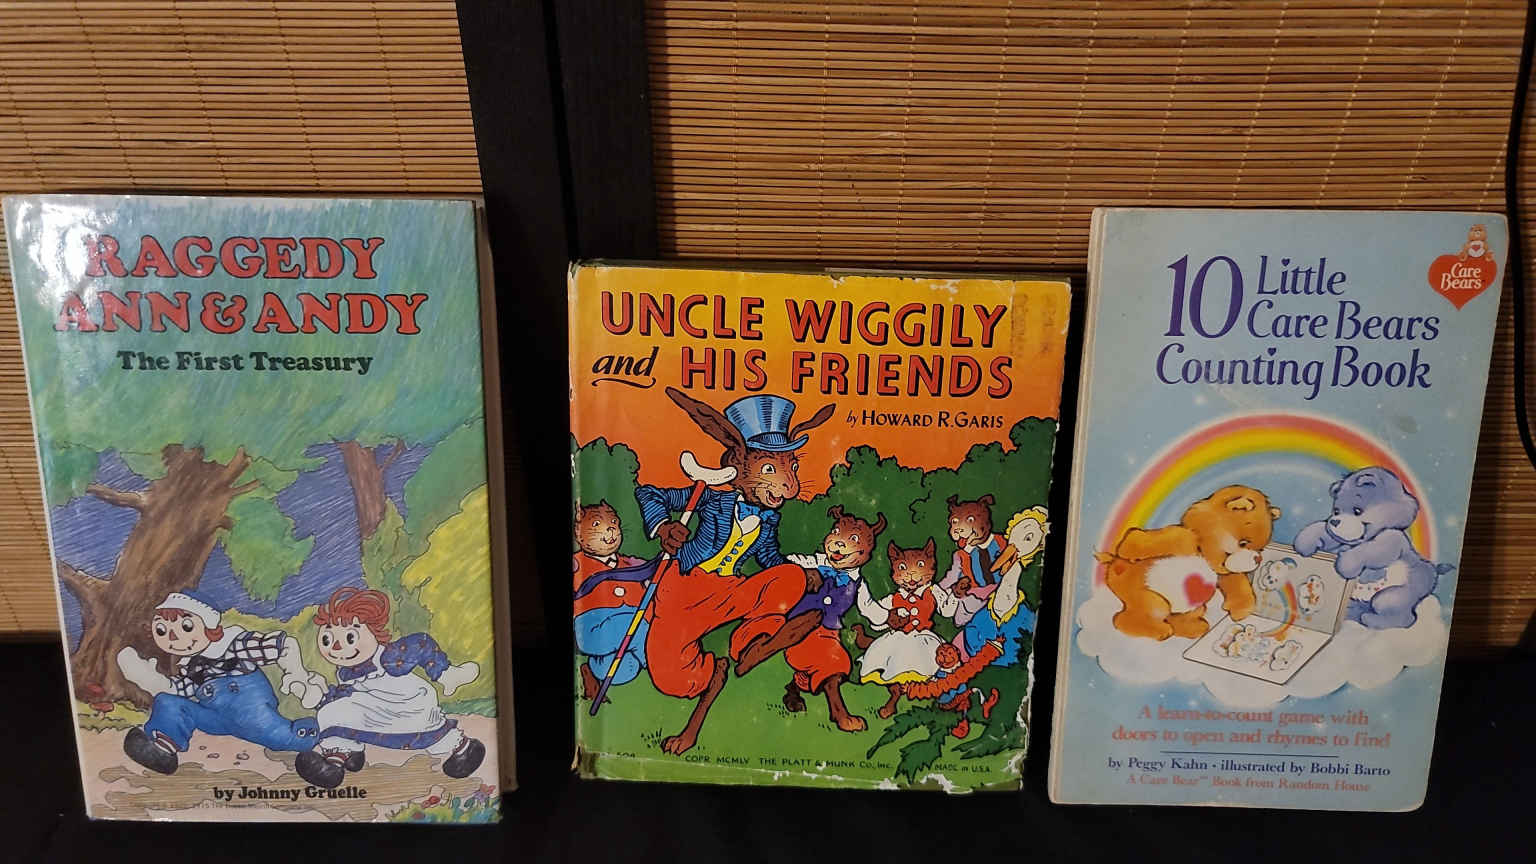 RAGGEDY
ANN & ANDY
The First Treasury
by Johnny Gruelle
UNCLE WIGGILY
and HIS FRIENDS
by HOWARD R. GARIS
COPR MCMLV THE PLATT & MUNK CO., INC.
MADE IN U.S.A.
Care
Bears
10 Little
Care Bears
Counting Book
A learn-to-count game with
doors to open and rhymes to find
by Peggy Kahn • illustrated by Bobbi Barto
A Care Bear™ Book from Random House